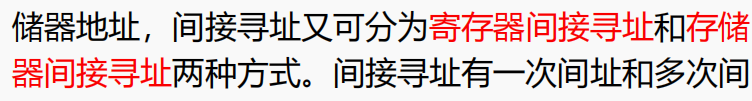 储器地址，间接寻址又可分为寄存器间接寻址和存储
器间接寻址两种方式。间接寻址有一次间址和多次间